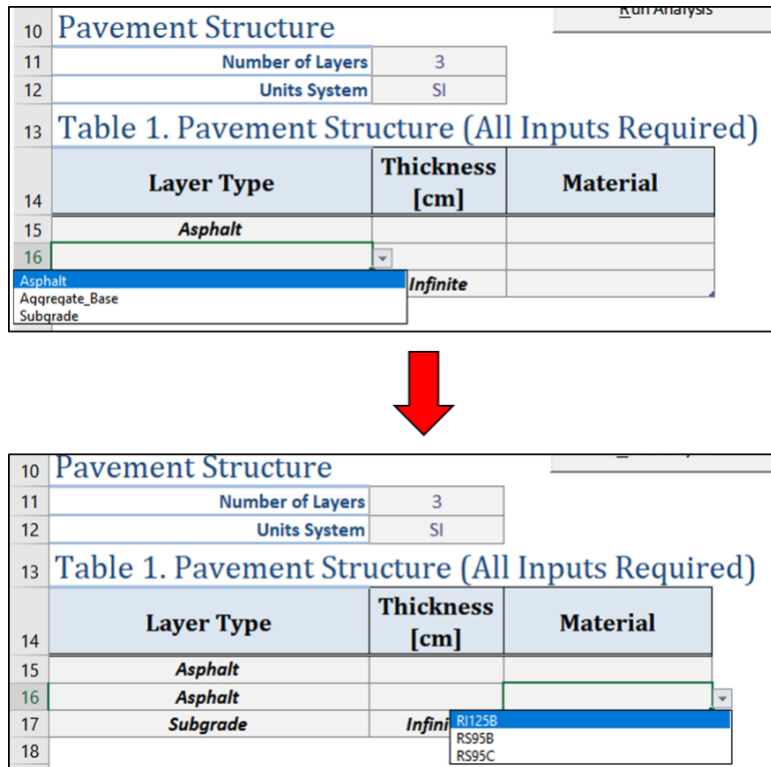 Run Analysis
10 Pavement Structure
11 Number of Layers 3
12 Units System SI
13 Table 1. Pavement Structure (All Inputs Required)
14 Layer Type Thickness [cm] Material
15 Asphalt
16
Asphalt
Aggregate_Base
Subgrade
Infinite
10 Pavement Structure
11 Number of Layers 3
12 Units System SI
13 Table 1. Pavement Structure (All Inputs Required)
14 Layer Type Thickness [cm] Material
15 Asphalt
16 Asphalt
17 Subgrade Infini
RI125B
RS95B
RS95C
18